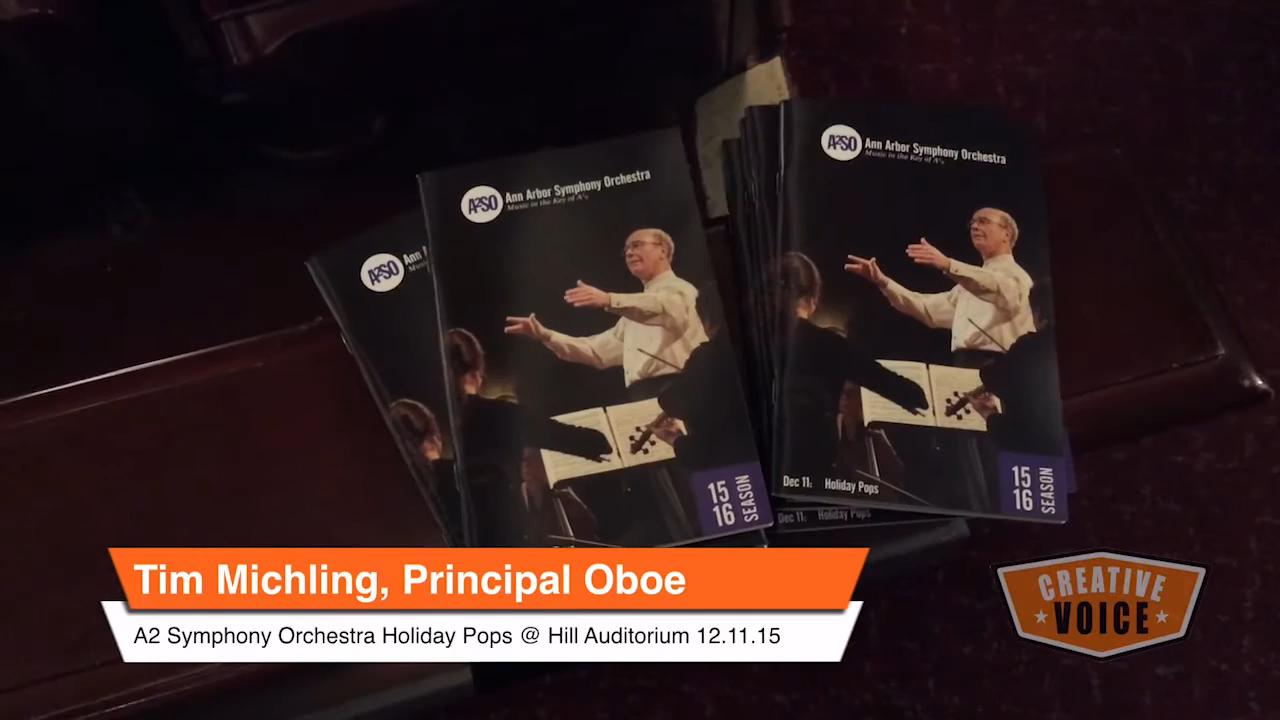 A²SO Ann Arbor Symphony Orchestra
Music in the Key of A²
A²SO Ann Arbor Symphony Orchestra
Music in the Key of A²
A²SO Ann
Mus
15
16
SEASON
Dec 11: Holiday Pops
15
16
SEASON
Dec 11: Holiday Pops
Tim Michling, Principal Oboe
A2 Symphony Orchestra Holiday Pops @ Hill Auditorium 12.11.15
CREATIVE
VOICE